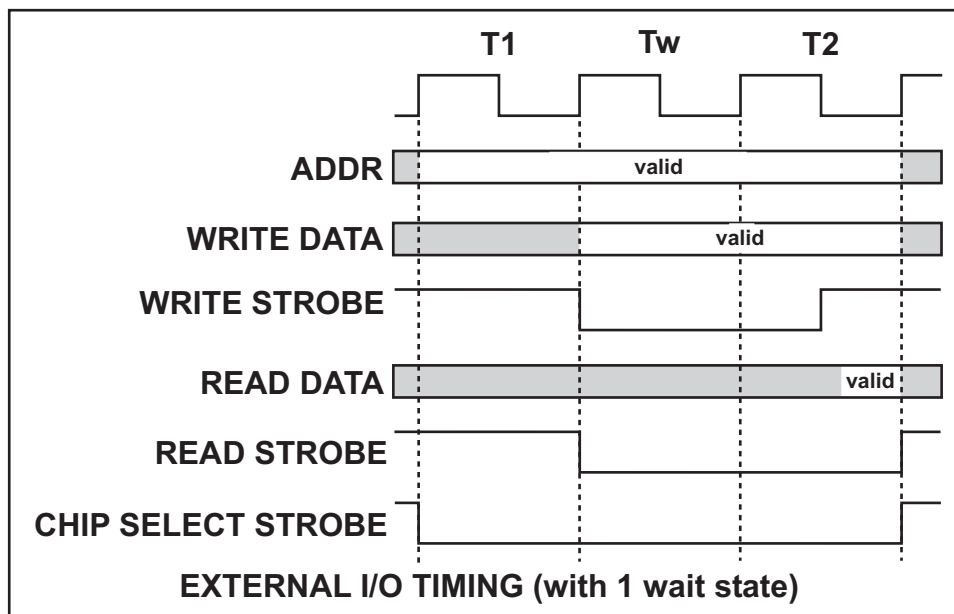 T1 Tw T2
ADDR valid
WRITE DATA valid
WRITE STROBE
READ DATA valid
READ STROBE
CHIP SELECT STROBE
EXTERNAL I/O TIMING (with 1 wait state)